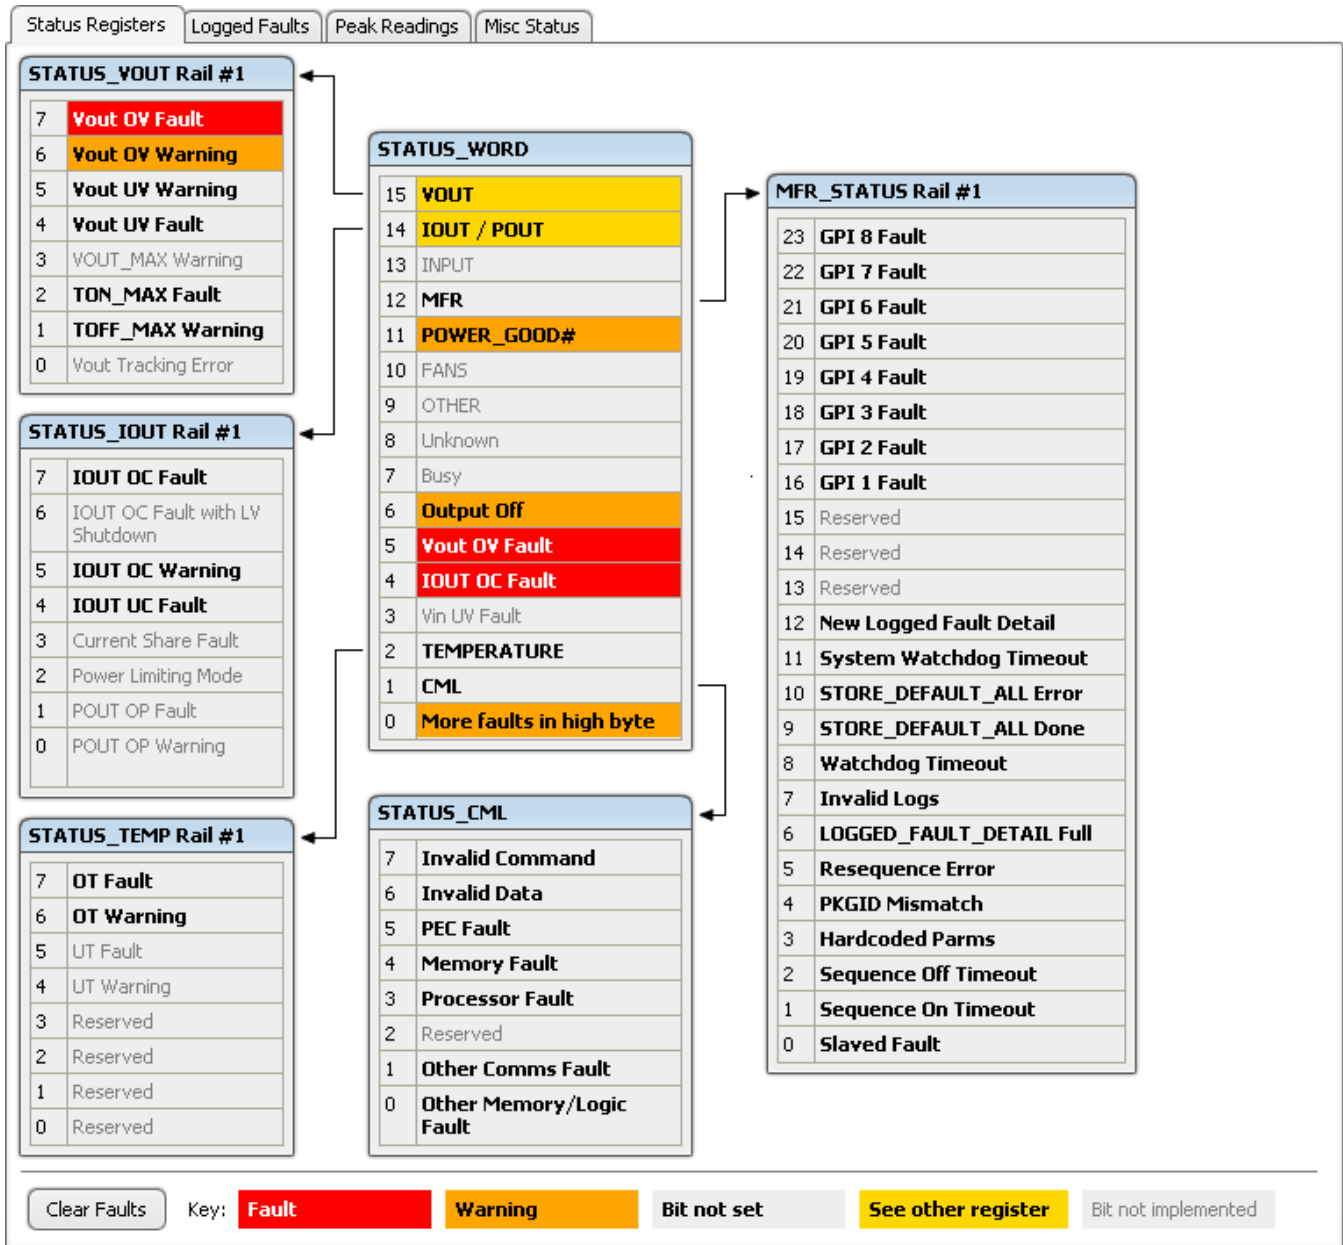 Status Registers Logged Faults Peak Readings Misc Status
STATUS_VOUT Rail #1
7 Vout OV Fault
6 Vout OV Warning
5 Vout UV Warning
4 Vout UV Fault
3 VOUT_MAX Warning
2 TON_MAX Fault
1 TOFF_MAX Warning
0 Vout Tracking Error
STATUS_IOUT Rail #1
7 IOUT OC Fault
6 IOUT OC Fault with LV
Shutdown
5 IOUT OC Warning
4 IOUT UC Fault
3 Current Share Fault
2 Power Limiting Mode
1 POUT OP Fault
0 POUT OP Warning
STATUS_TEMP Rail #1
7 OT Fault
6 OT Warning
5 UT Fault
4 UT Warning
3 Reserved
2 Reserved
1 Reserved
0 Reserved
STATUS_WORD
15 VOUT
14 IOUT / POUT
13 INPUT
12 MFR
11 POWER_GOOD#
10 FANS
9 OTHER
8 Unknown
7 Busy
6 Output Off
5 Vout OV Fault
4 IOUT OC Fault
3 Vin UV Fault
2 TEMPERATURE
1 CML
0 More faults in high byte
STATUS_CML
7 Invalid Command
6 Invalid Data
5 PEC Fault
4 Memory Fault
3 Processor Fault
2 Reserved
1 Other Comms Fault
0 Other Memory/Logic
Fault
MFR_STATUS Rail #1
23 GPI 8 Fault
22 GPI 7 Fault
21 GPI 6 Fault
20 GPI 5 Fault
19 GPI 4 Fault
18 GPI 3 Fault
17 GPI 2 Fault
16 GPI 1 Fault
15 Reserved
14 Reserved
13 Reserved
12 New Logged Fault Detail
11 System Watchdog Timeout
10 STORE_DEFAULT_ALL Error
9 STORE_DEFAULT_ALL Done
8 Watchdog Timeout
7 Invalid Logs
6 LOGGED_FAULT_DETAIL Full
5 Resequence Error
4 PKGID Mismatch
3 Hardcoded Parms
2 Sequence Off Timeout
1 Sequence On Timeout
0 Slaved Fault
Clear Faults Key: Fault Warning Bit not set See other register Bit not implemented